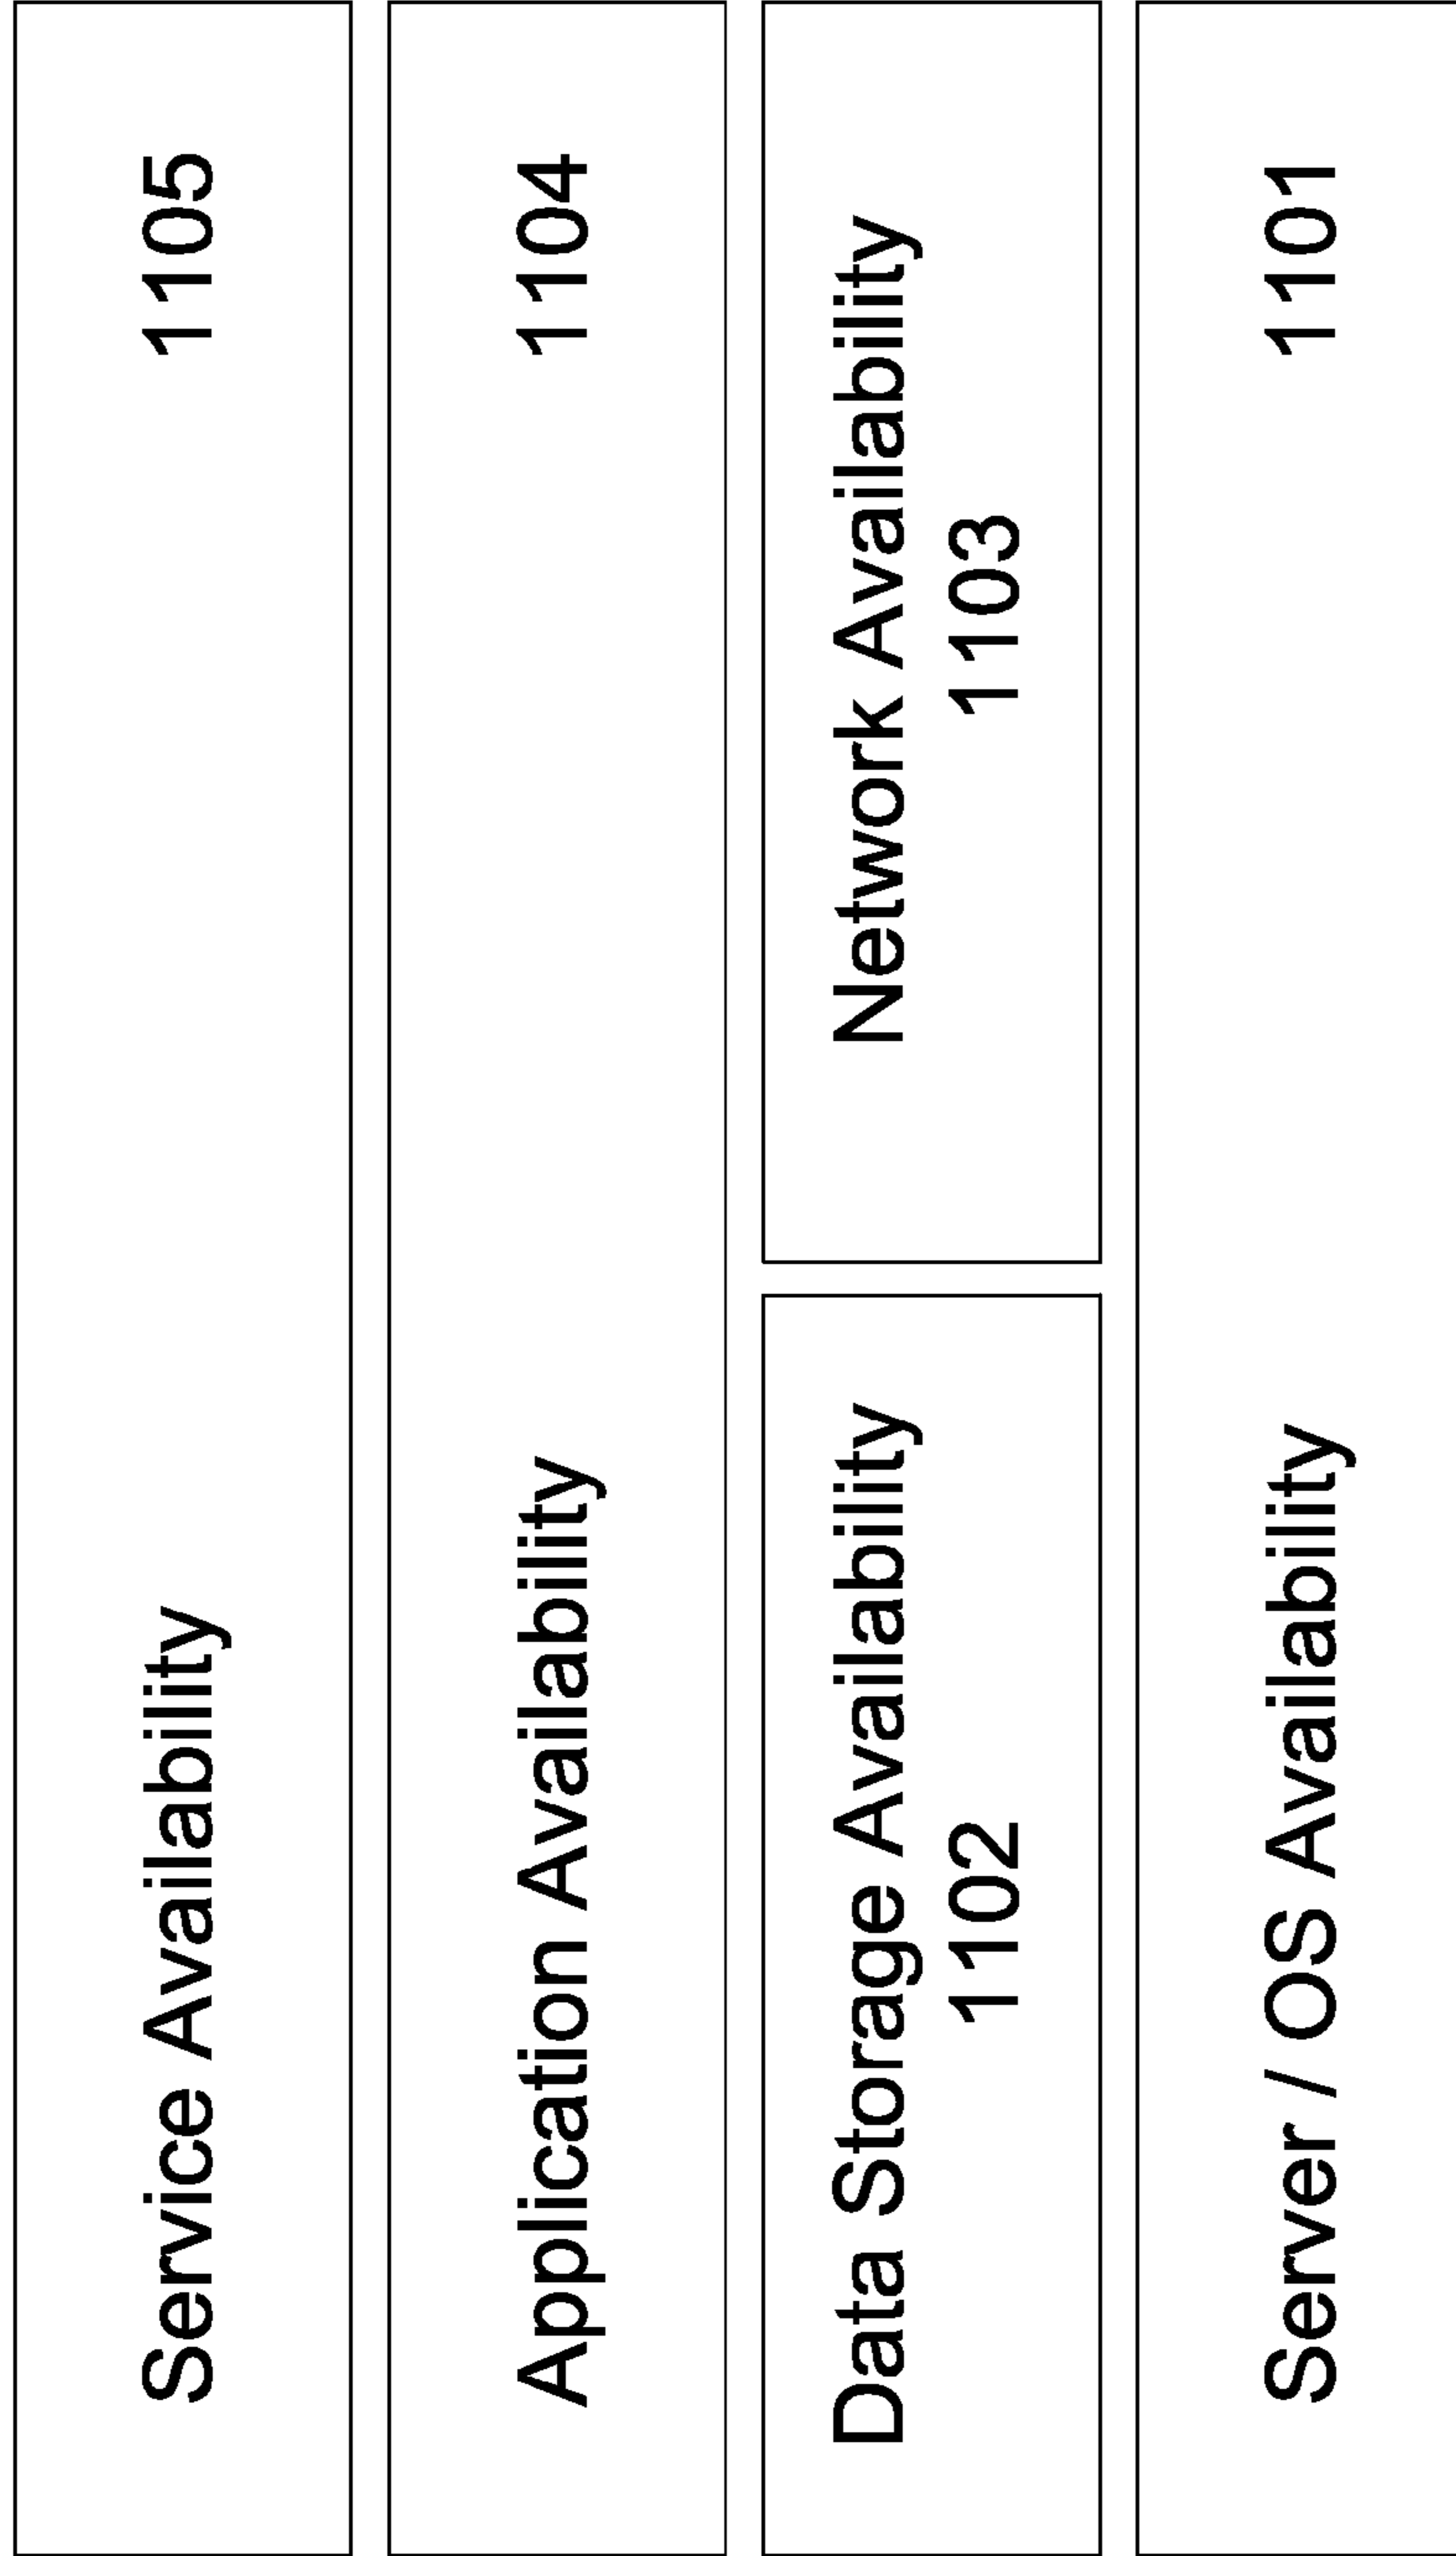 Service Availability 1105
Application Availability 1104
Data Storage Availability
1102
Network Availability
1103
Server / OS Availability 1101